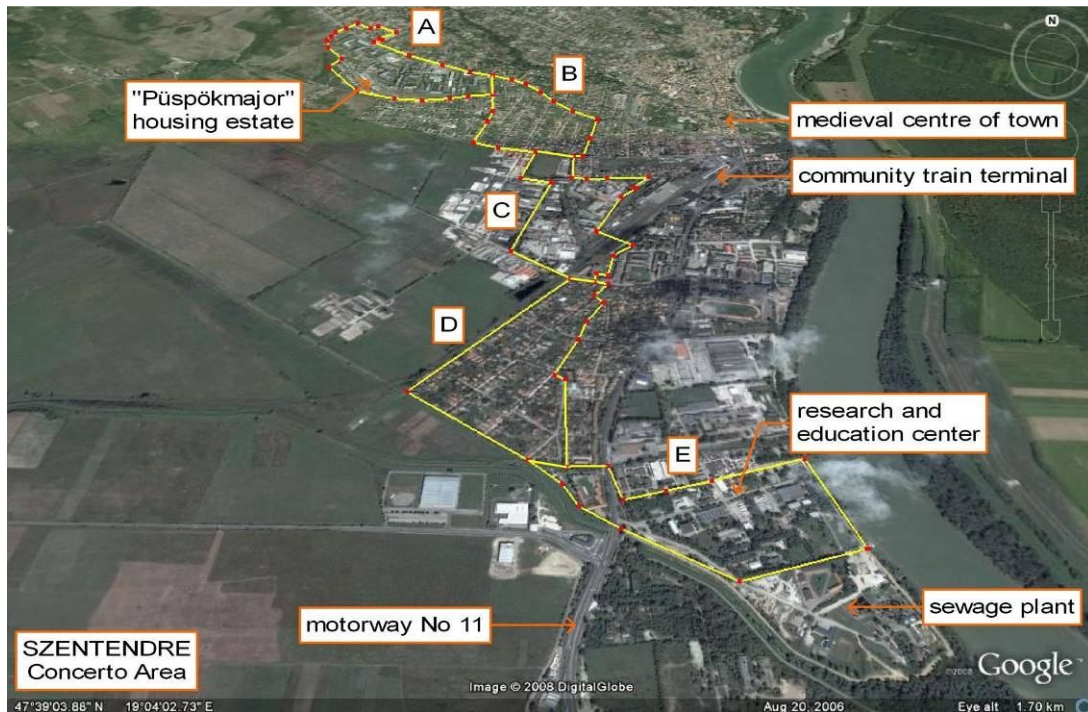 A
N
B
"Püspökmajor"
housing estate
medieval centre of town
community train terminal
C
D
research and
education center
E
motorway No 11
sewage plant
SZENTENDRE
Concerto Area
©2008 Google™
Image © 2008 DigitalGlobe
47°39'03.88" N 19°04'02.73" E Aug 20, 2006 Eye alt 1.70 km